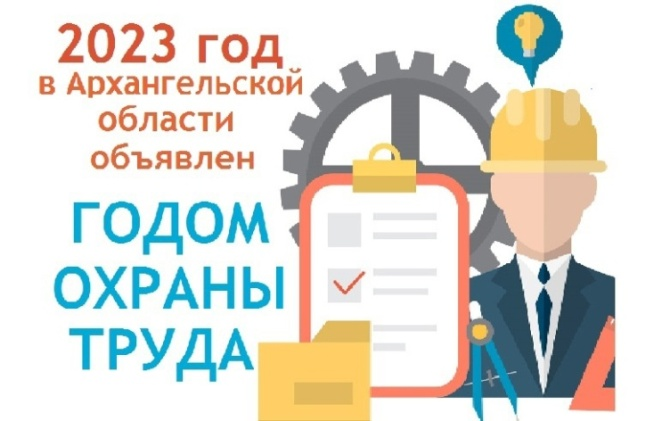 2023 год
в Архангельской
области
объявлен
ГОДОМ
ОХРАНЫ
ТРУДА